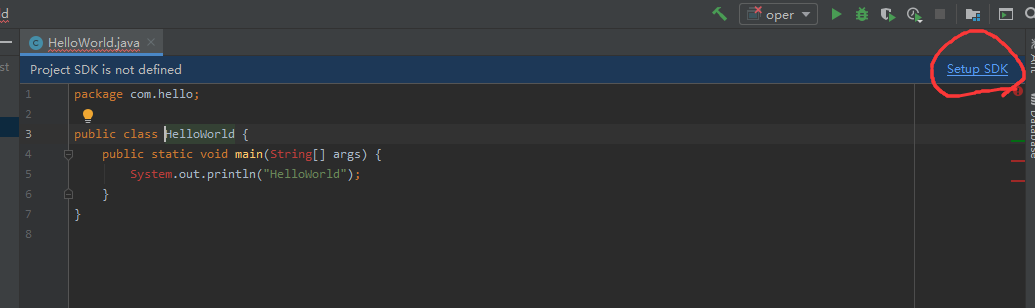 d
oper
HelloWorld.java
st
Project SDK is not defined
Setup SDK
Ant
Database
1 package com.hello;
2
3 public class HelloWorld {
4 public static void main(String[] args) {
5 System.out.println("HelloWorld");
6 }
7 }
8